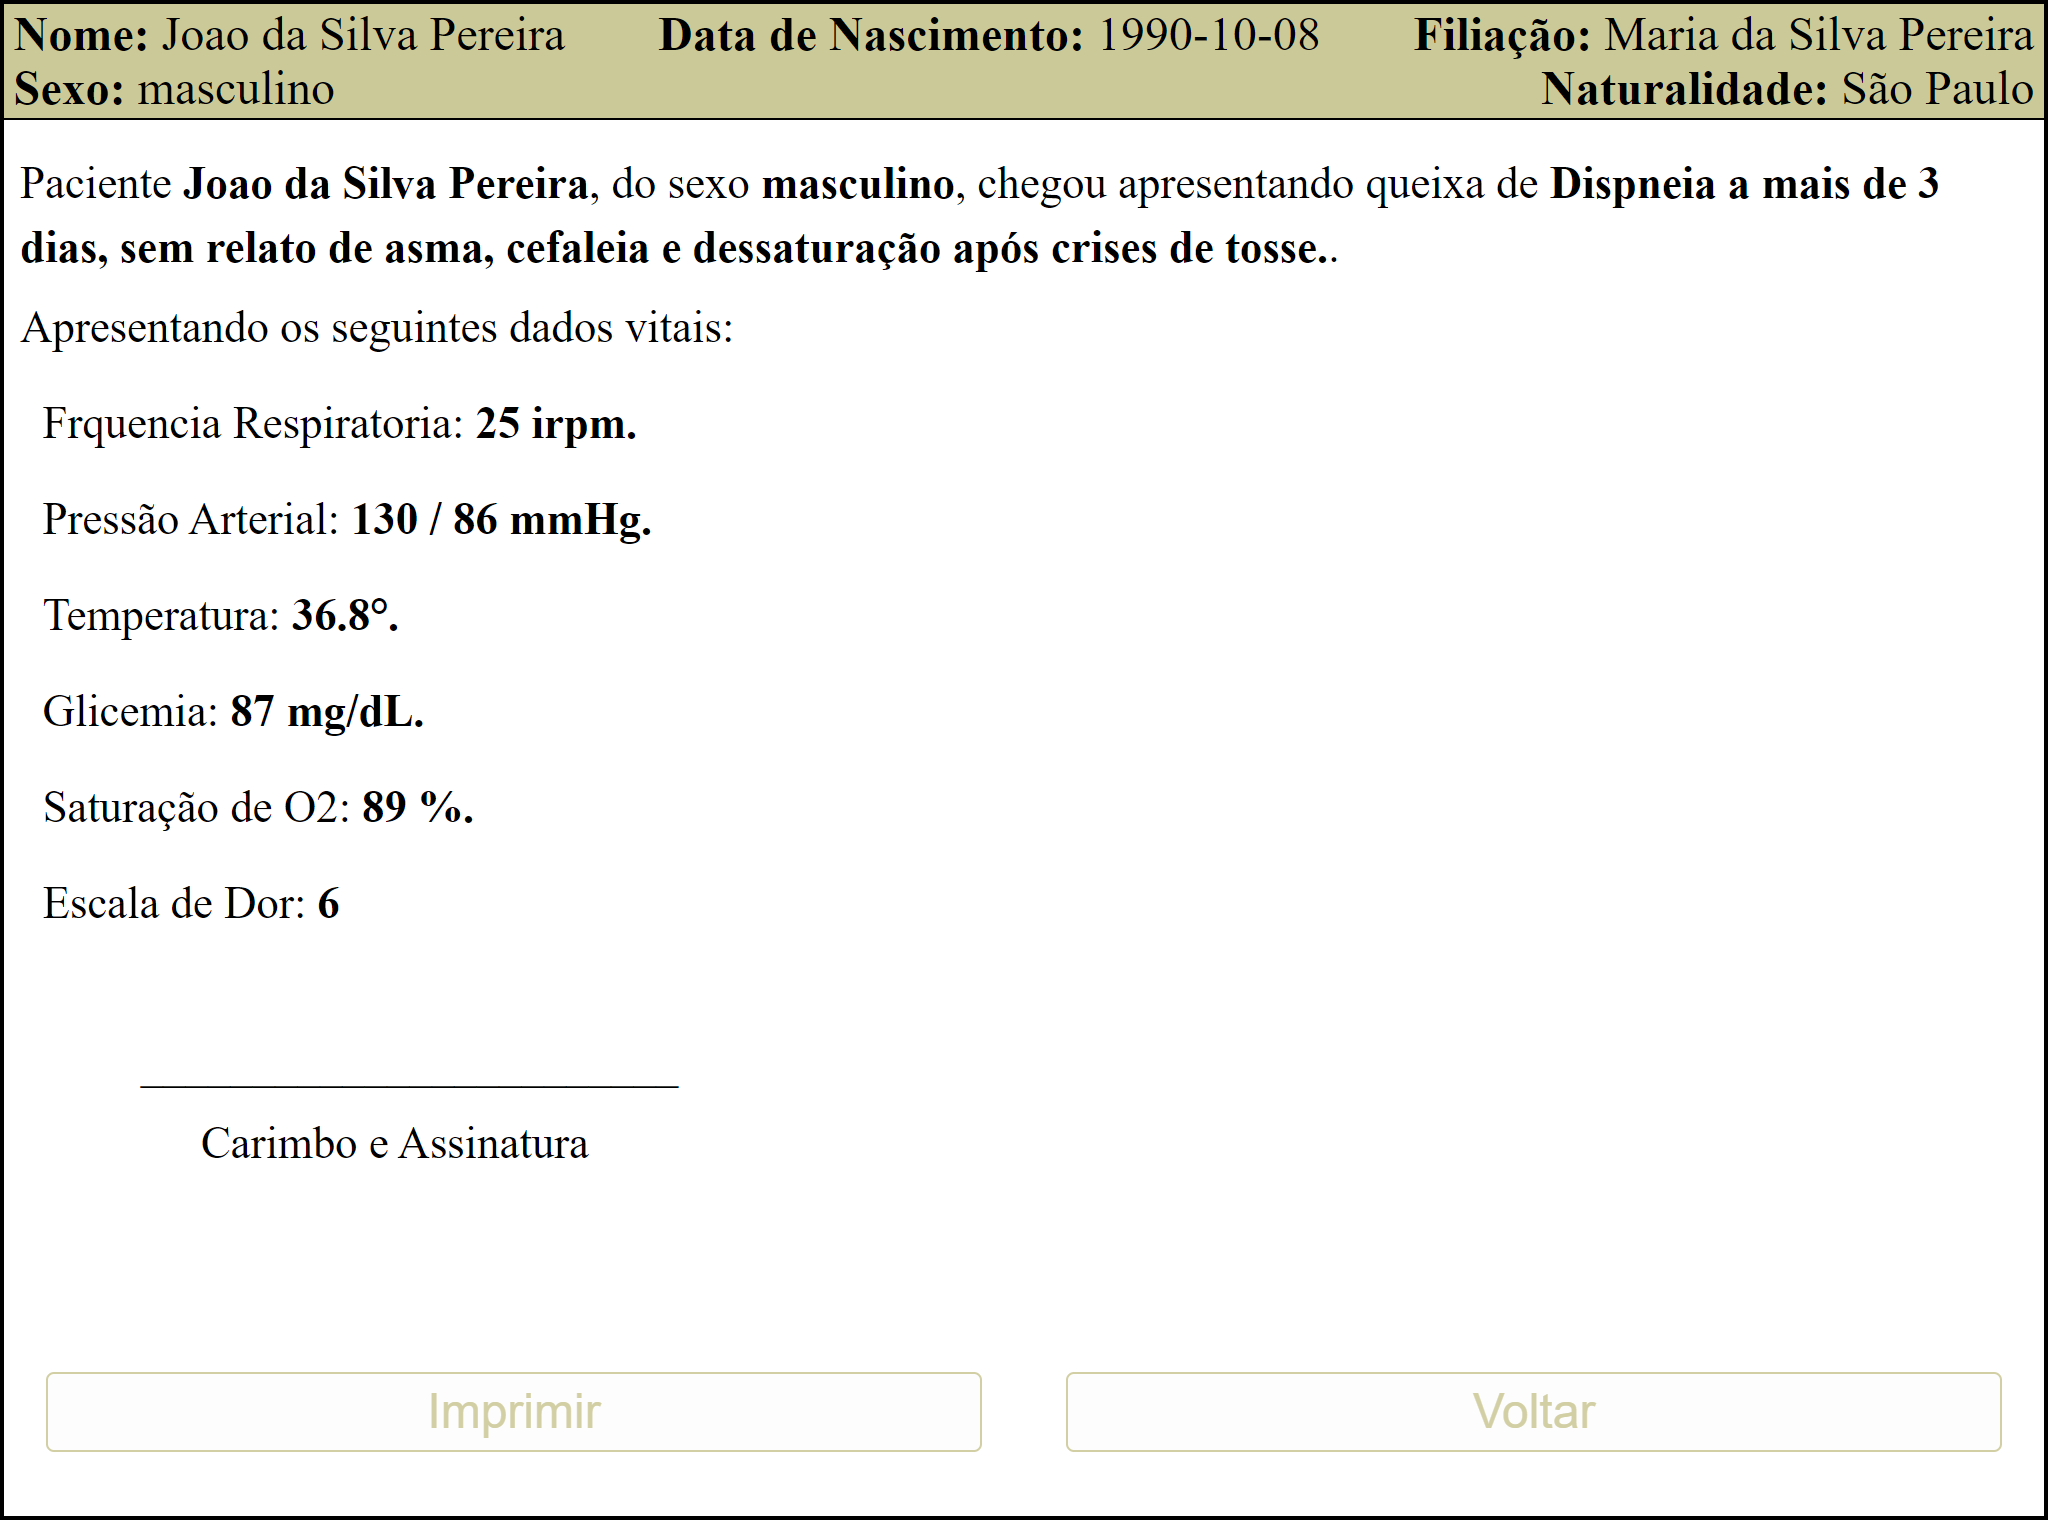 Nome: Joao da Silva Pereira Data de Nascimento: 1990-10-08 Filiação: Maria da Silva Pereira
Sexo: masculino Naturalidade: São Paulo
Paciente Joao da Silva Pereira, do sexo masculino, chegou apresentando queixa de Dispneia a mais de 3
dias, sem relato de asma, cefaleia e dessaturação após crises de tosse..
Apresentando os seguintes dados vitais:
Frquencia Respiratoria: 25 irpm.
Pressão Arterial: 130 / 86 mmHg.
Temperatura: 36.8°.
Glicemia: 87 mg/dL.
Saturação de O2: 89 %.
Escala de Dor: 6
Carimbo e Assinatura
Imprimir Voltar